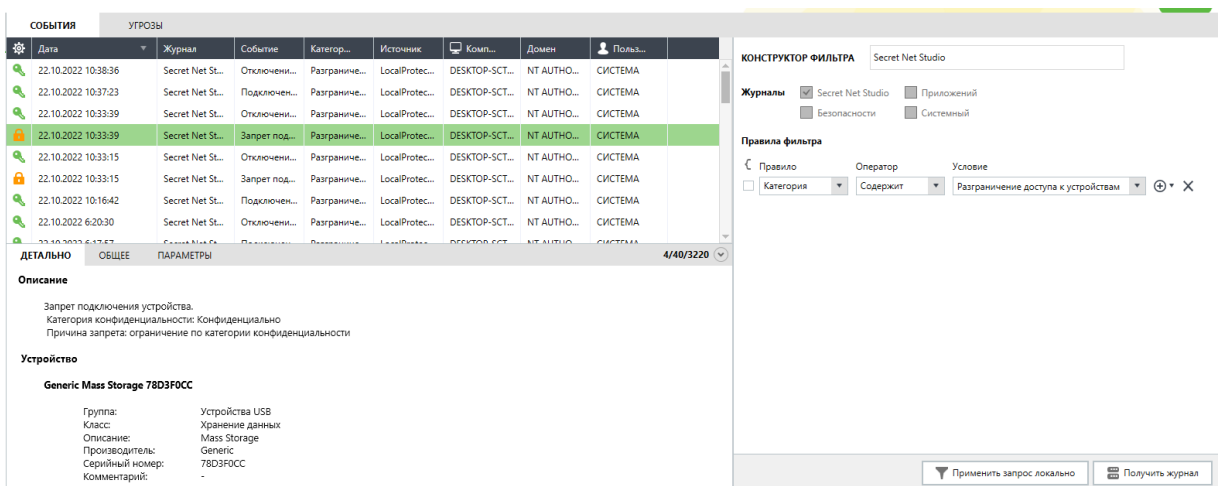 СОБЫТИЯ УГРОЗЫ
Дата Журнал Событие Категор... Источник Комп... Домен Польз...
22.10.2022 10:38:36 Secret Net St... Отключени... Разграниче... LocalProtec... DESKTOP-SCT... NT AUTHO... СИСТЕМА
22.10.2022 10:37:23 Secret Net St... Подключен... Разграниче... LocalProtec... DESKTOP-SCT... NT AUTHO... СИСТЕМА
22.10.2022 10:33:39 Secret Net St... Отключени... Разграниче... LocalProtec... DESKTOP-SCT... NT AUTHO... СИСТЕМА
22.10.2022 10:33:39 Secret Net St... Запрет под... Разграниче... LocalProtec... DESKTOP-SCT... NT AUTHO... СИСТЕМА
22.10.2022 10:33:15 Secret Net St... Отключени... Разграниче... LocalProtec... DESKTOP-SCT... NT AUTHO... СИСТЕМА
22.10.2022 10:33:15 Secret Net St... Запрет под... Разграниче... LocalProtec... DESKTOP-SCT... NT AUTHO... СИСТЕМА
22.10.2022 10:16:42 Secret Net St... Подключен... Разграниче... LocalProtec... DESKTOP-SCT... NT AUTHO... СИСТЕМА
22.10.2022 6:20:30 Secret Net St... Отключени... Разграниче... LocalProtec... DESKTOP-SCT... NT AUTHO... СИСТЕМА
ДЕТАЛЬНО ОБЩЕЕ ПАРАМЕТРЫ 4/40/3220
Описание
Запрет подключения устройства.
Категория конфиденциальности: Конфиденциально
Причина запрета: ограничение по категории конфиденциальности
Устройство
Generic Mass Storage 78D3F0CC
Группа: Устройства USB
Класс: Хранение данных
Описание: Mass Storage
Производитель: Generic
Серийный номер: 78D3F0CC
Комментарий: -
КОНСТРУКТОР ФИЛЬТРА Secret Net Studio
Журналы Secret Net Studio Приложений
Безопасности Системный
Правила фильтра
Правило Оператор Условие
Категория Содержит Разграничение доступа к устройствам
Применить запрос локально Получить журнал